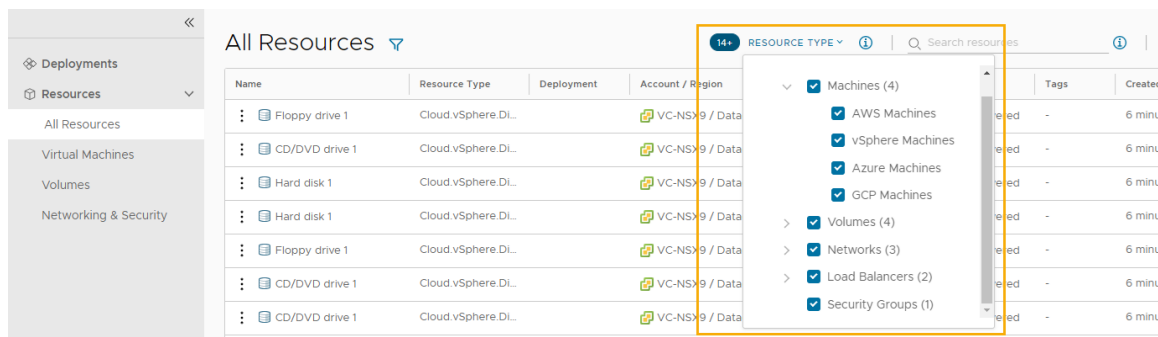 All Resources
14+ RESOURCE TYPE
Search resources
Deployments
Resources
All Resources
Virtual Machines
Volumes
Networking & Security
Name Resource Type Deployment Account / Region Tags Created
Floppy drive 1 Cloud.vSphere.Di... VC-NSX9 / Data - 6 minu
CD/DVD drive 1 Cloud.vSphere.Di... VC-NSX9 / Data - 6 minu
Hard disk 1 Cloud.vSphere.Di... VC-NSX9 / Data - 6 minu
Hard disk 1 Cloud.vSphere.Di... VC-NSX9 / Data - 6 minu
Floppy drive 1 Cloud.vSphere.Di... VC-NSX9 / Data - 6 minu
CD/DVD drive 1 Cloud.vSphere.Di... VC-NSX9 / Data - 6 minu
CD/DVD drive 1 Cloud.vSphere.Di... VC-NSX9 / Data - 6 minu
Machines (4)
AWS Machines
vSphere Machines
Azure Machines
GCP Machines
Volumes (4)
Networks (3)
Load Balancers (2)
Security Groups (1)